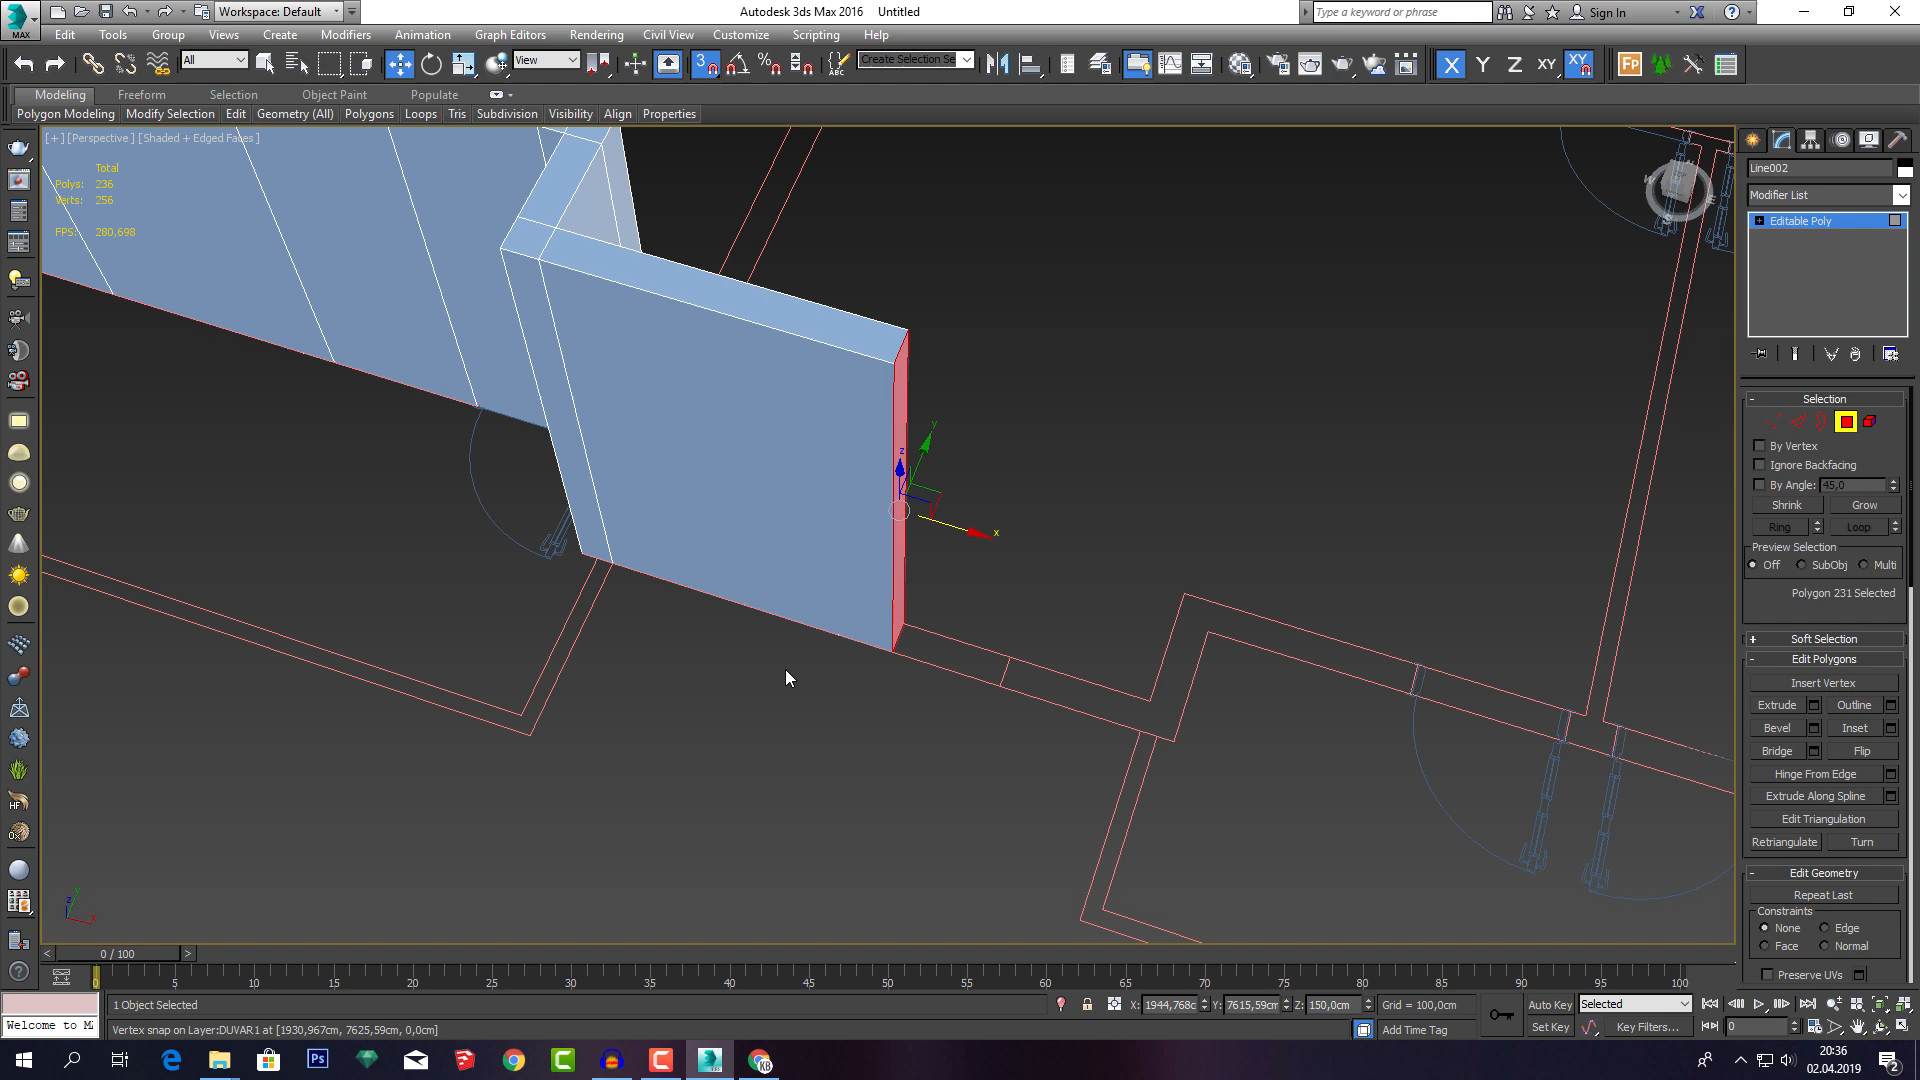 Workspace: Default
Autodesk 3ds Max 2016 Untitled
Type a keyword or phrase
Sign In
MAX
Edit Tools Group Views Create Modifiers Animation Graph Editors Rendering Civil View Customize Scripting Help
All
View
3
ABC
Create Selection Se
X Y Z XY XY
Fp
Modeling Freeform Selection Object Paint Populate
Polygon Modeling Modify Selection Edit Geometry (All) Polygons Loops Tris Subdivision Visibility Align Properties
[+] [Perspective] [Shaded + Edged Faces]
Total
Polys: 236
Verts: 256
FPS: 280,698
Line002
Modifier List
Editable Poly
Selection
By Vertex
Ignore Backfacing
By Angle: 45,0
Shrink Grow
Ring Loop
Preview Selection
Off SubObj Multi
Polygon 231 Selected
Soft Selection
Edit Polygons
Insert Vertex
Extrude Outline
Bevel Inset
Bridge Flip
Hinge From Edge
Extrude Along Spline
Edit Triangulation
Retriangulate Turn
Edit Geometry
Repeat Last
Constraints
None Edge
Face Normal
Preserve UVs
y
z
x
y
z
x
HF
0 / 100
0 5 10 15 20 25 30 35 40 45 50 55 60 65 70 75 80 85 90 95 100
1 Object Selected
X: 1944,768c Y: 7615,59cm Z: 150,0cm Grid = 100,0cm
Auto Key Selected
Welcome to M
Vertex snap on Layer:DUVAR1 at [1930,967cm, 7625,59cm, 0,0cm]
Add Time Tag
Set Key Key Filters... 0
Ps
KB
20:36
02.04.2019
2